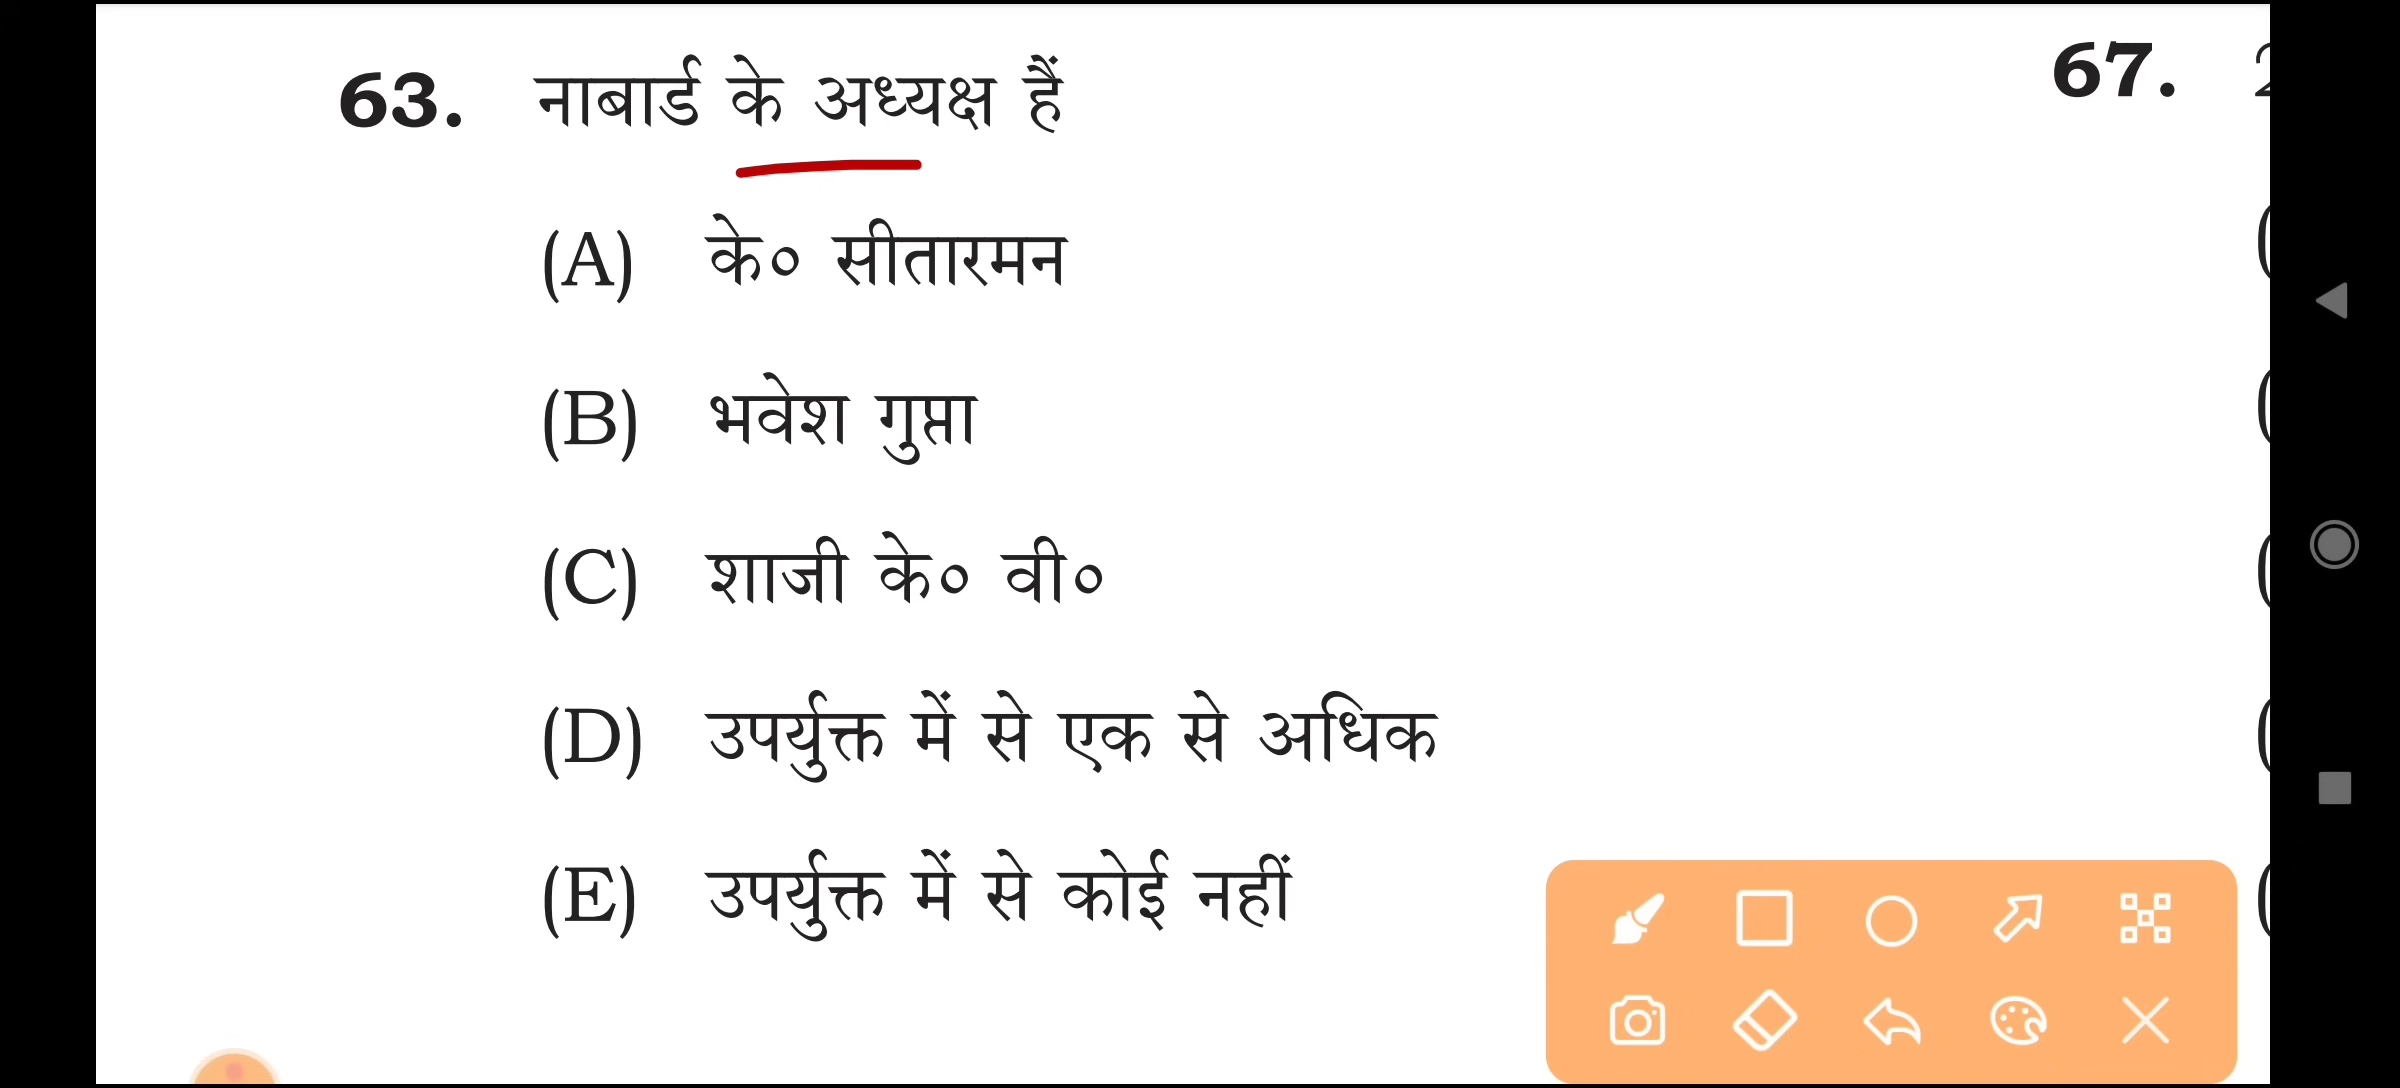 63. नाबार्ड के अध्यक्ष हैं
(A) के० सीतारमन
(B) भवेश गुप्ता
(C) शाजी के० वी०
(D) उपर्युक्त में से एक से अधिक
(E) उपर्युक्त में से कोई नहीं
67.